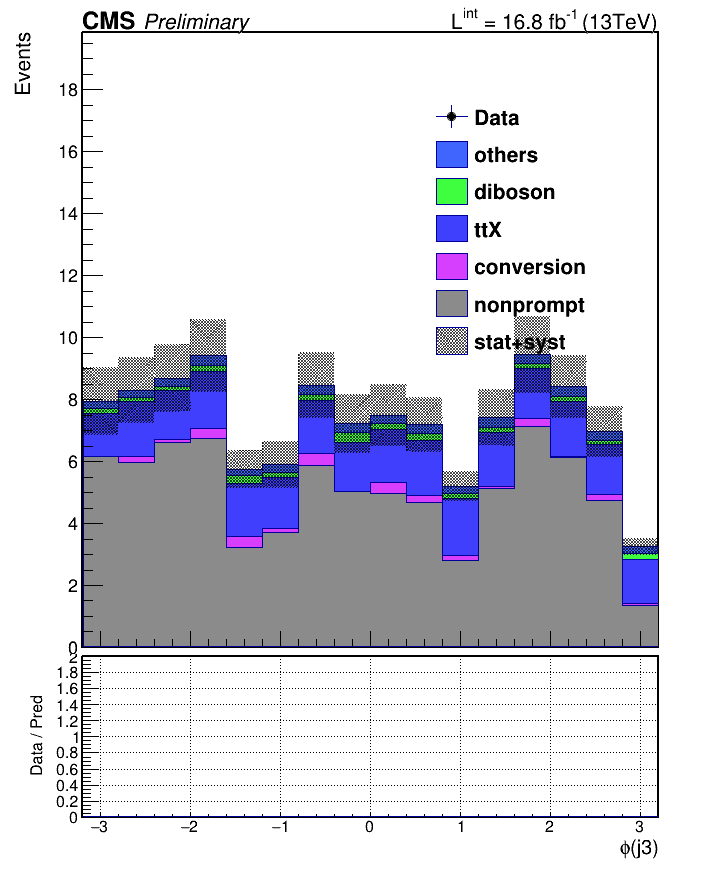 CMS Preliminary L^int = 16.8 fb^-1 (13TeV)
Events
18
16
14
12
10
8
6
4
2
0
Data
others
diboson
ttX
conversion
nonprompt
stat+syst
Data / Pred
2
1.8
1.6
1.4
1.2
1
0.8
0.6
0.4
0.2
0
−3 −2 −1 0 1 2 3
ϕ(j3)